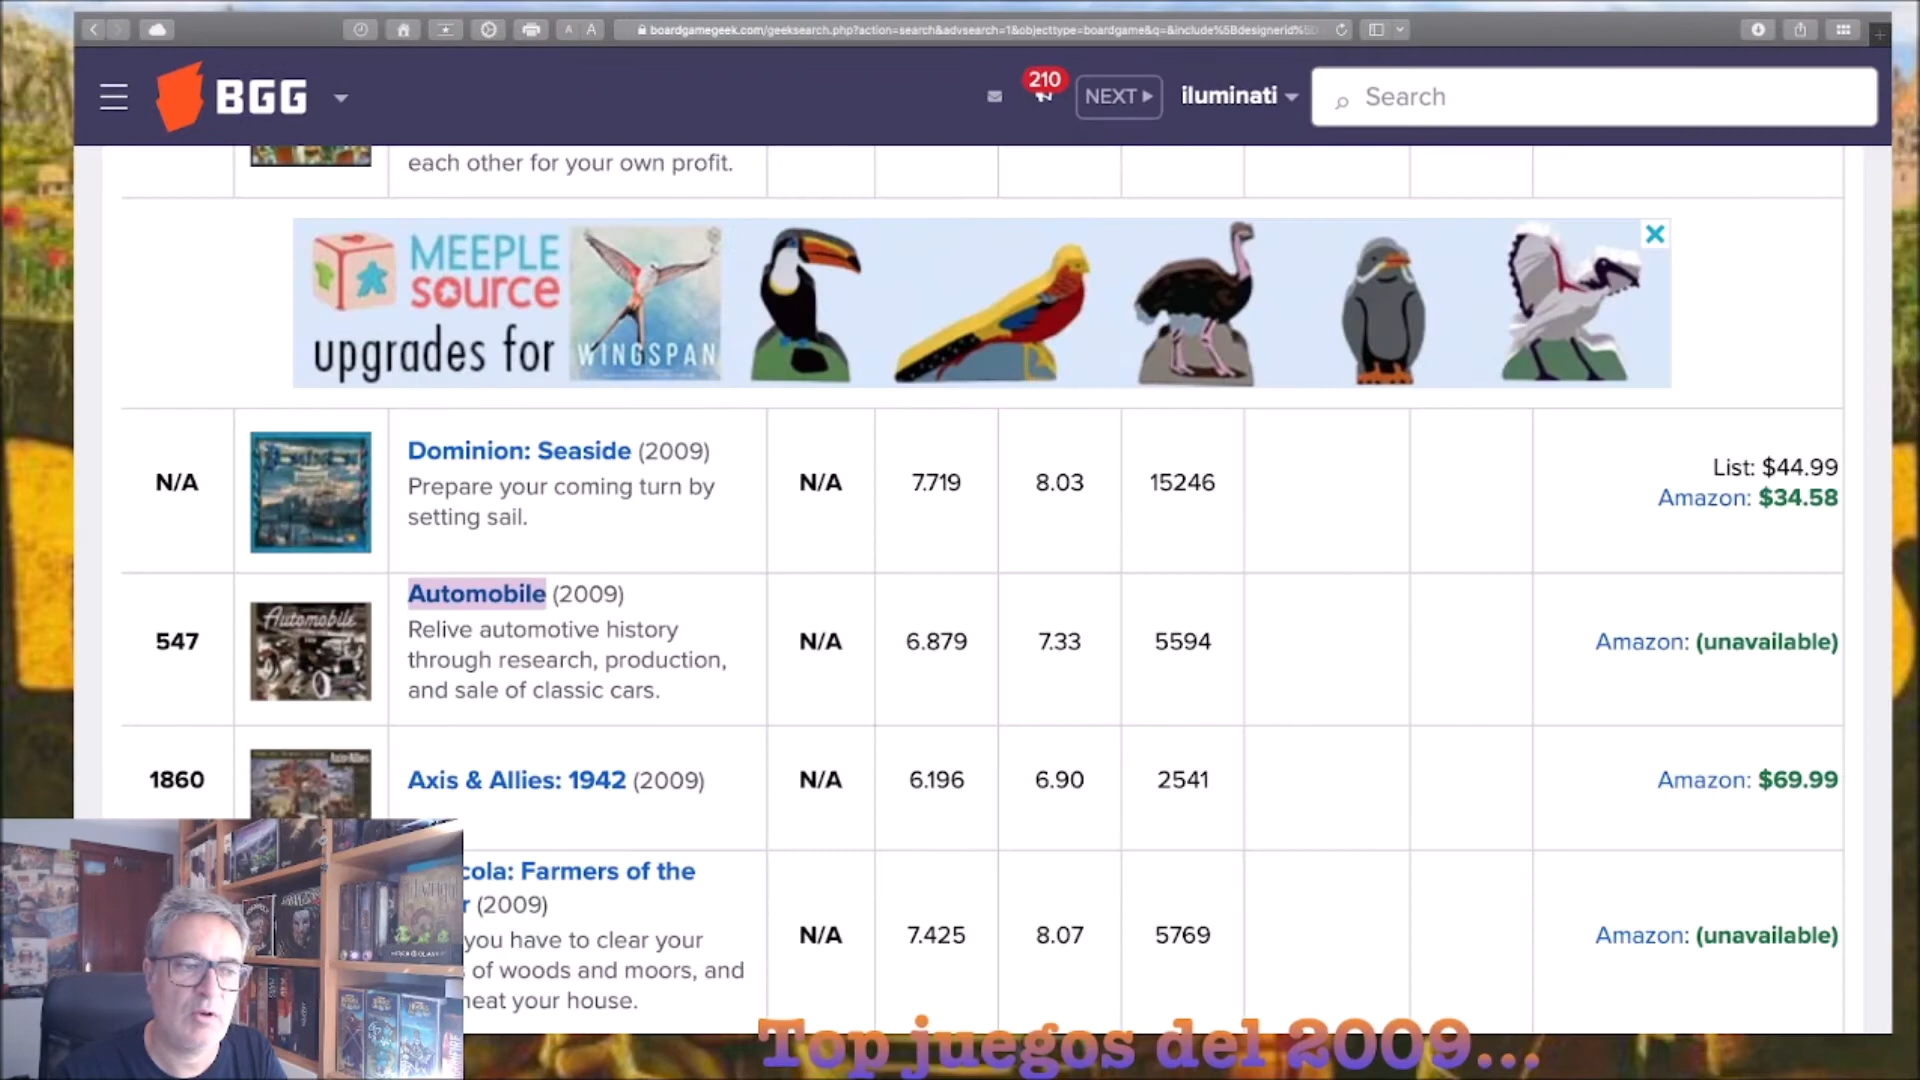 A A boardgamegeek.com/geeksearch.php?action=search&advsearch=1&objecttype=boardgame&q=&include%5Bdesignerid%5D
BGG 210 NEXT iluminati Search
each other for your own profit.
MEEPLE
source
upgrades for WINGSPAN
N/A Dominion: Seaside (2009) N/A 7.719 8.03 15246 List: $44.99
Prepare your coming turn by Amazon: $34.58
setting sail.
Automobile
547 Automobile (2009) N/A 6.879 7.33 5594 Amazon: (unavailable)
Relive automotive history
through research, production,
and sale of classic cars.
1860 Axis & Allies: 1942 (2009) N/A 6.196 6.90 2541 Amazon: $69.99
cola: Farmers of the
r (2009) N/A 7.425 8.07 5769 Amazon: (unavailable)
you have to clear your
of woods and moors, and
heat your house.
Top juegos del 2009...